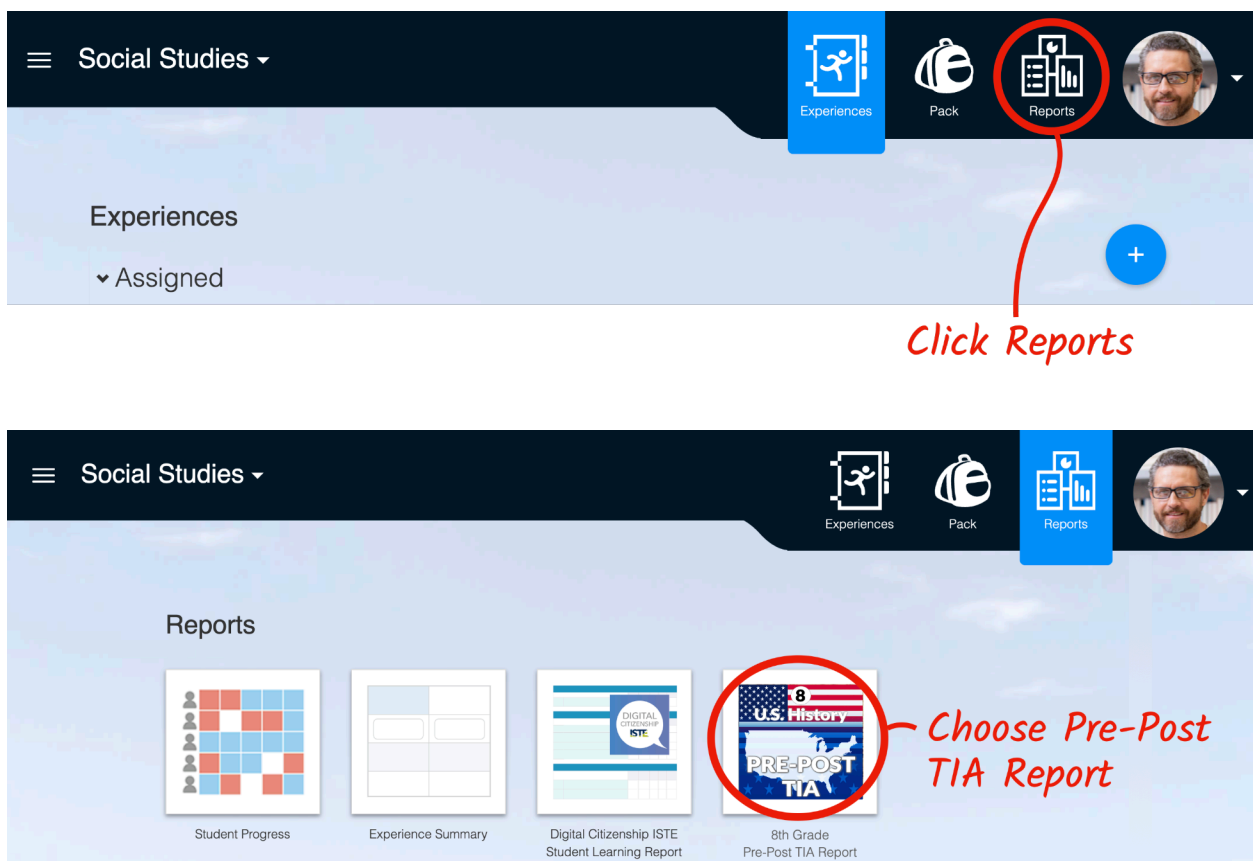 Social Studies
Experiences
Pack
Reports
Experiences
Assigned
+
Click Reports
Social Studies
Experiences
Pack
Reports
Reports
DIGITAL
CITIZENSHIP
ISTE
8
U.S. History
PRE-POST
TIA
Choose Pre-Post
TIA Report
Student Progress
Experience Summary
Digital Citizenship ISTE
Student Learning Report
8th Grade
Pre-Post TIA Report